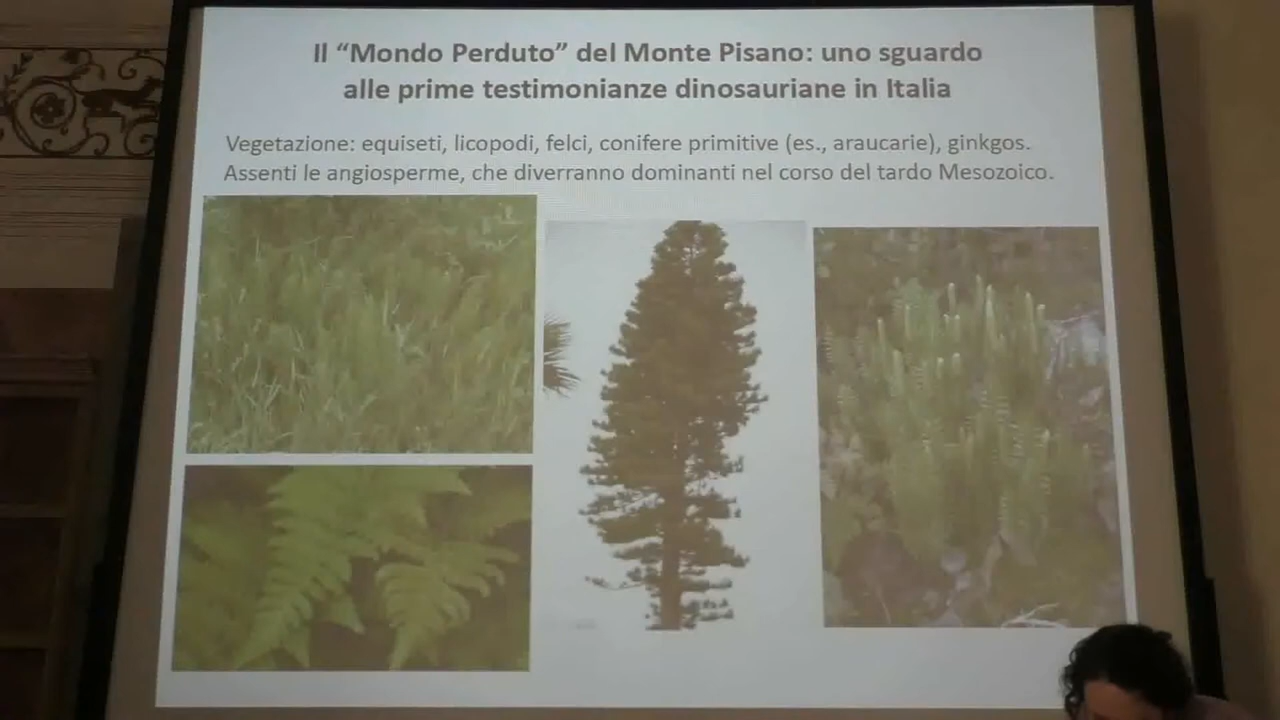 Il “Mondo Perduto” del Monte Pisano: uno sguardo
alle prime testimonianze dinosauriane in Italia
Vegetazione: equiseti, licopodi, felci, conifere primitive (es., araucarie), ginkgos.
Assenti le angiosperme, che diverranno dominanti nel corso del tardo Mesozoico.